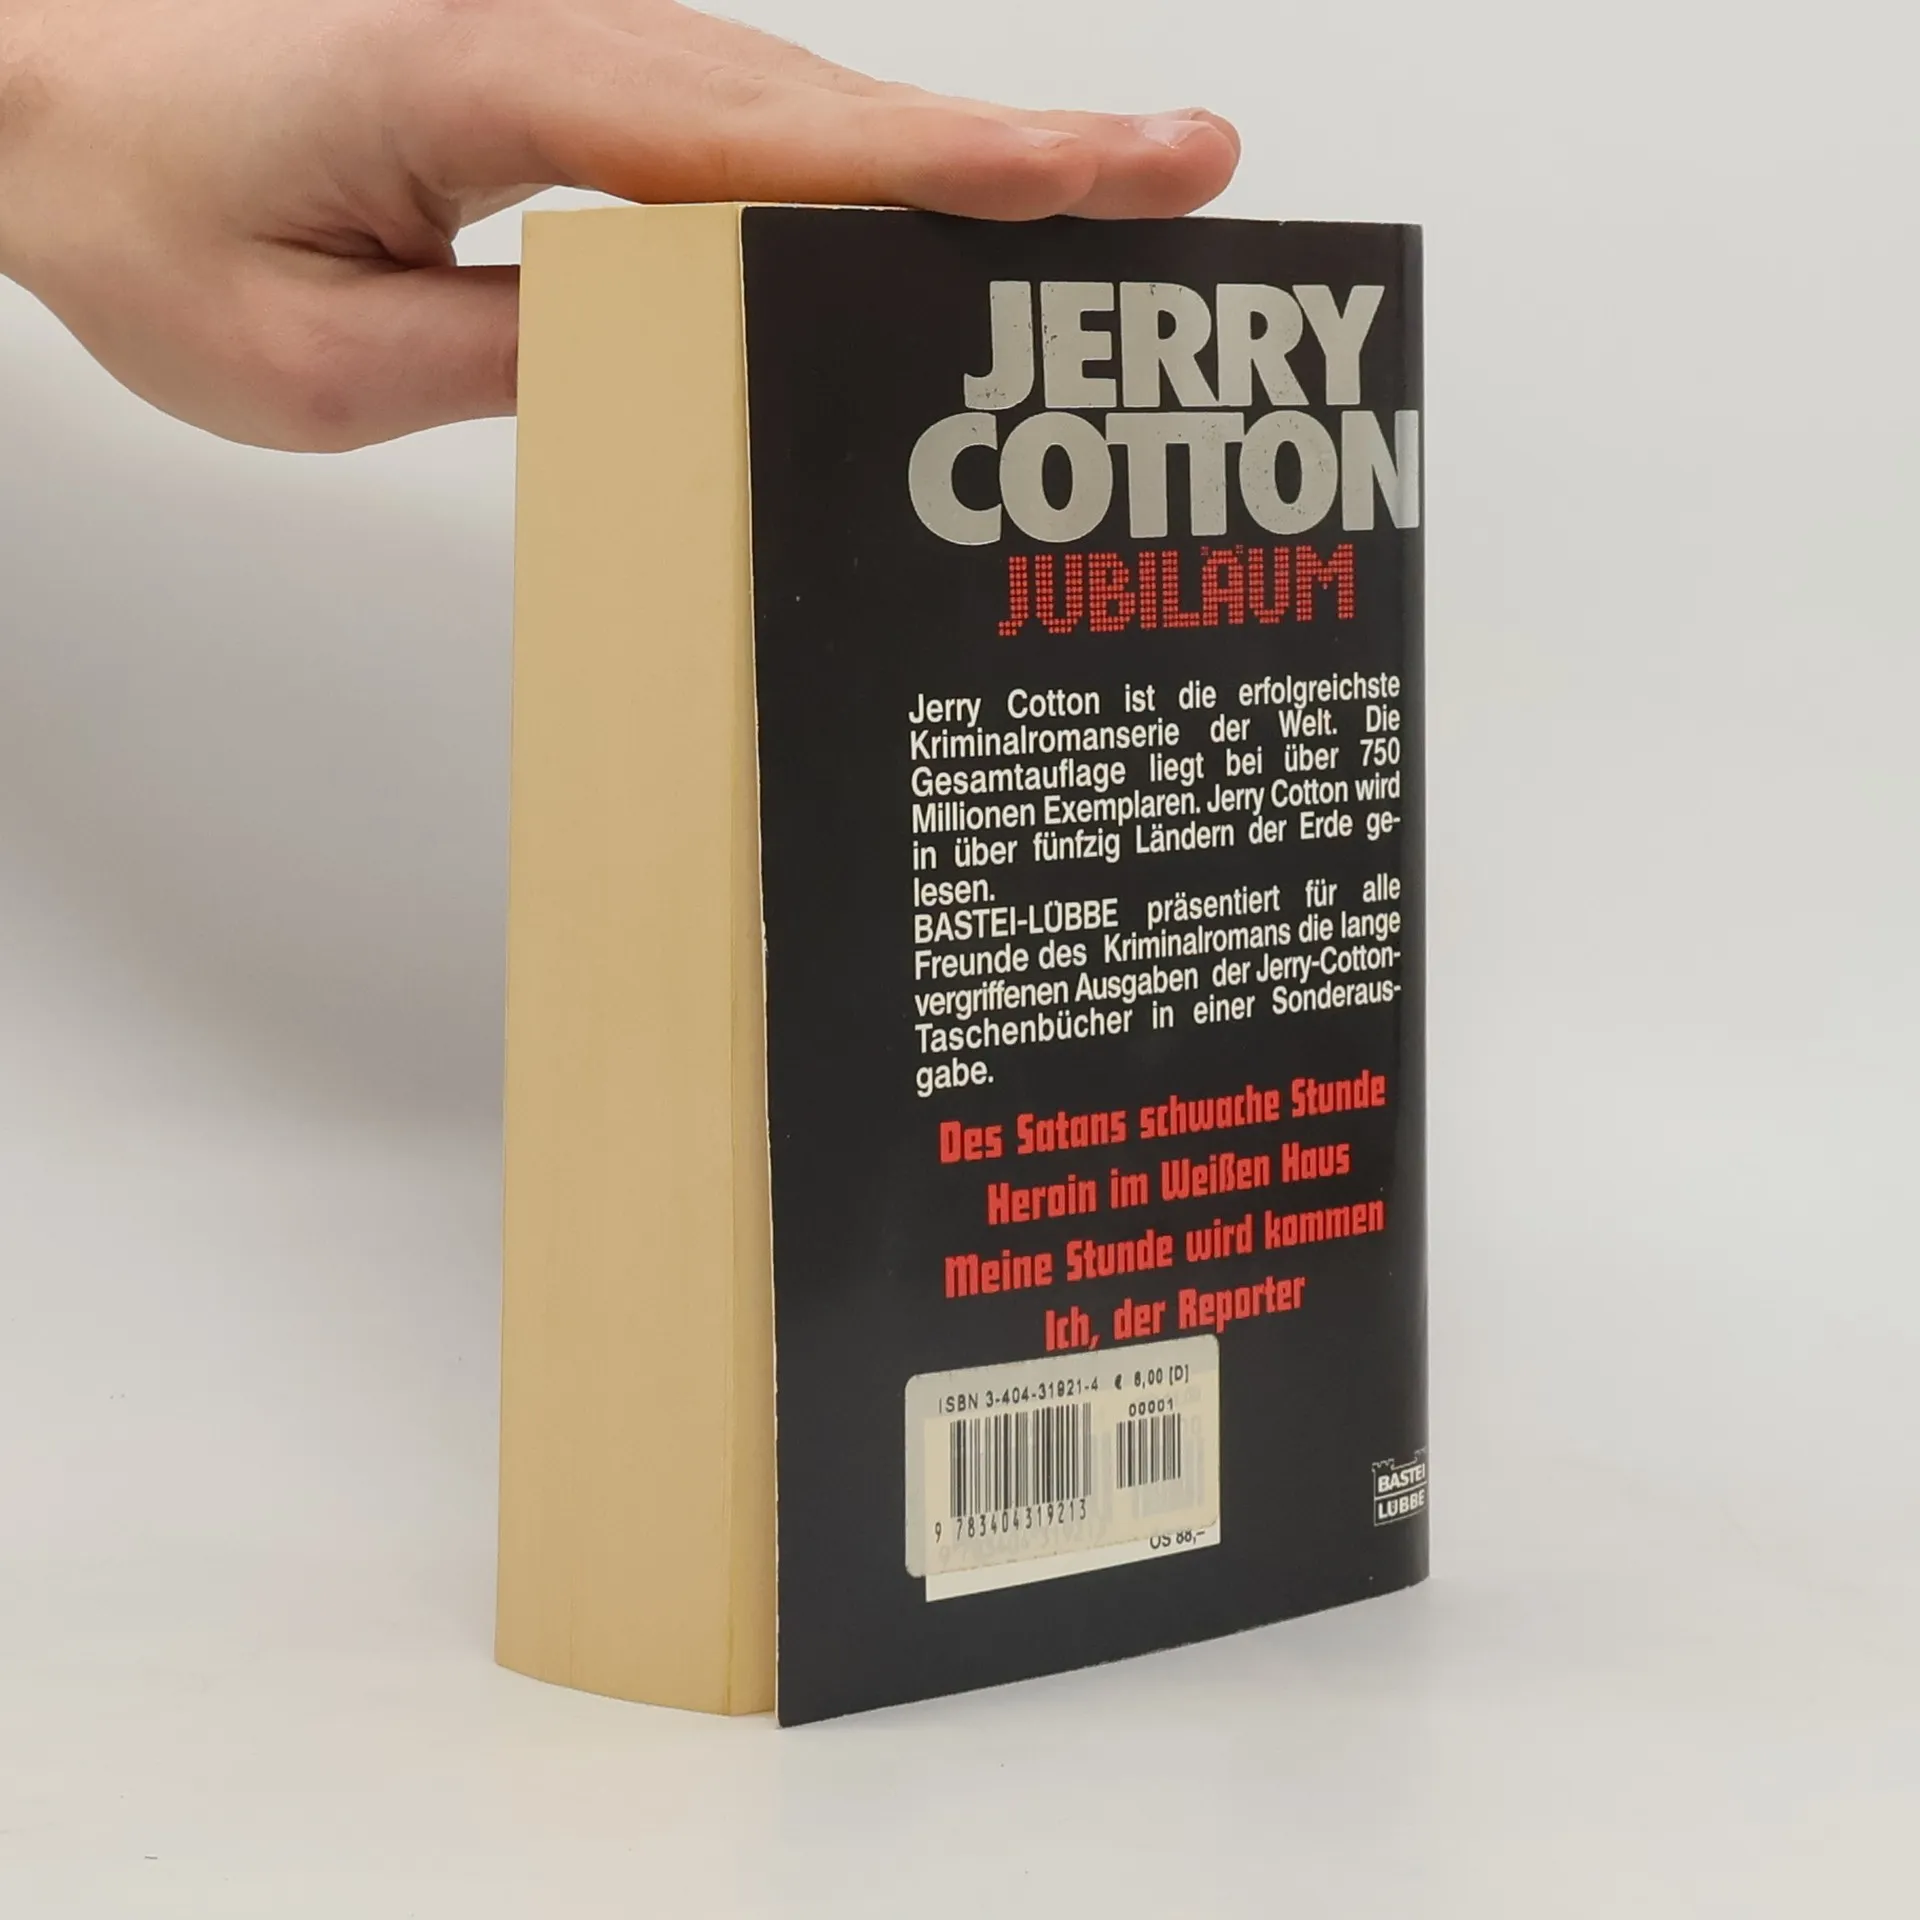 JERRY
COTTON
JUBILÄUM
Jerry Cotton ist die erfolgreichste
Kriminalromanserie der Welt. Die
Gesamtauflage liegt bei über 750
Millionen Exemplaren. Jerry Cotton wird
in über fünfzig Ländern der Erde ge-
lesen.
BASTEI-LÜBBE präsentiert für alle
Freunde des Kriminalromans die lange
vergriffenen Ausgaben der Jerry-Cotton-
Taschenbücher in einer Sonderaus-
gabe.
Des Satans schwache Stunde
Heroin im Weißen Haus
Meine Stunde wird kommen
Ich, der Reporter
ISBN 3-404-31921-4 € 6,00 [D]
00001
9 783404 319213
ÖS 88,–
BASTEI
LÜBBE